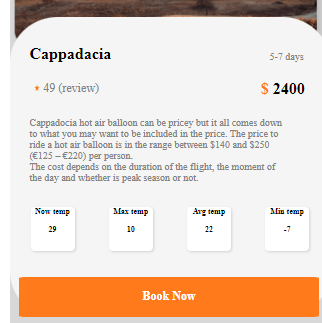 Cappadacia
5-7 days
49 (review)
$ 2400
Cappadocia hot air balloon can be pricey but it all comes down
to what you may want to be included in the price. The price to
ride a hot air balloon is in the range between $140 and $250
(€125 – €220) per person.
The cost depends on the duration of the flight, the moment of
the day and whether is peak season or not.
Now temp
Max temp
Avg temp
Min temp
29
10
22
-7
Book Now